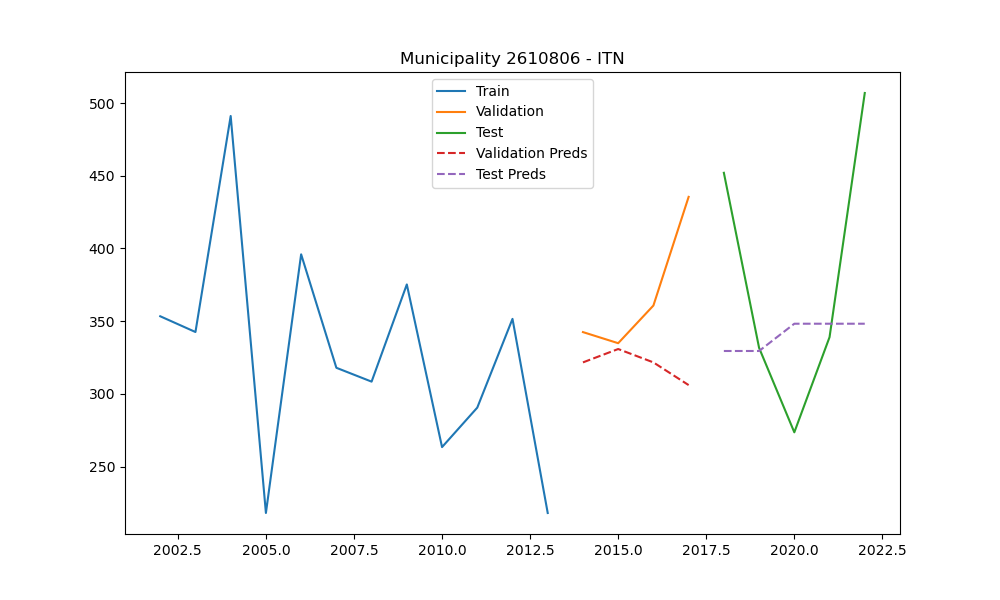 Municipality 2610806 - ITN
Train
Validation
Test
Validation Preds
Test Preds
500
450
400
350
300
250
2002.5 2005.0 2007.5 2010.0 2012.5 2015.0 2017.5 2020.0 2022.5